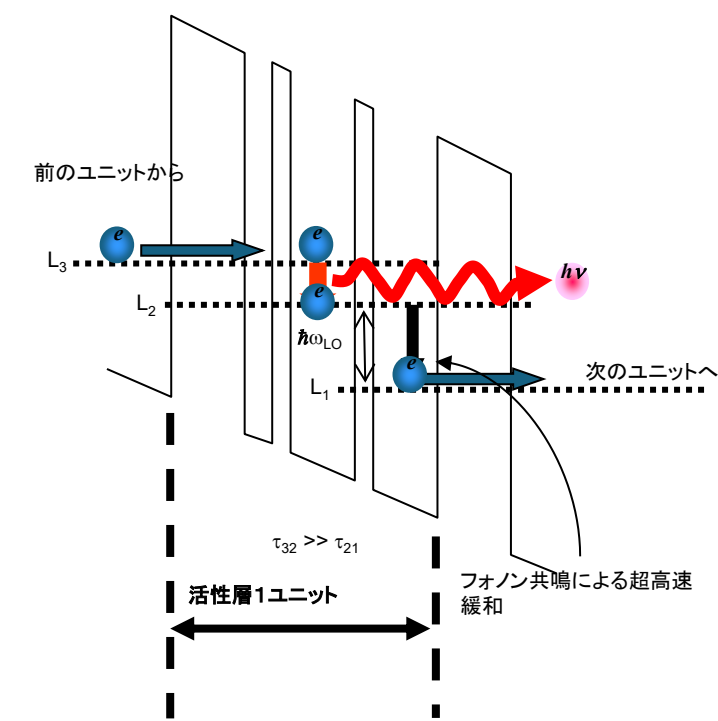 前のユニットから
e
e
L3
hν
e
L2
ħωLO
e
次のユニットへ
L1
τ32 >> τ21
フォノン共鳴による超高速
緩和
活性層1ユニット